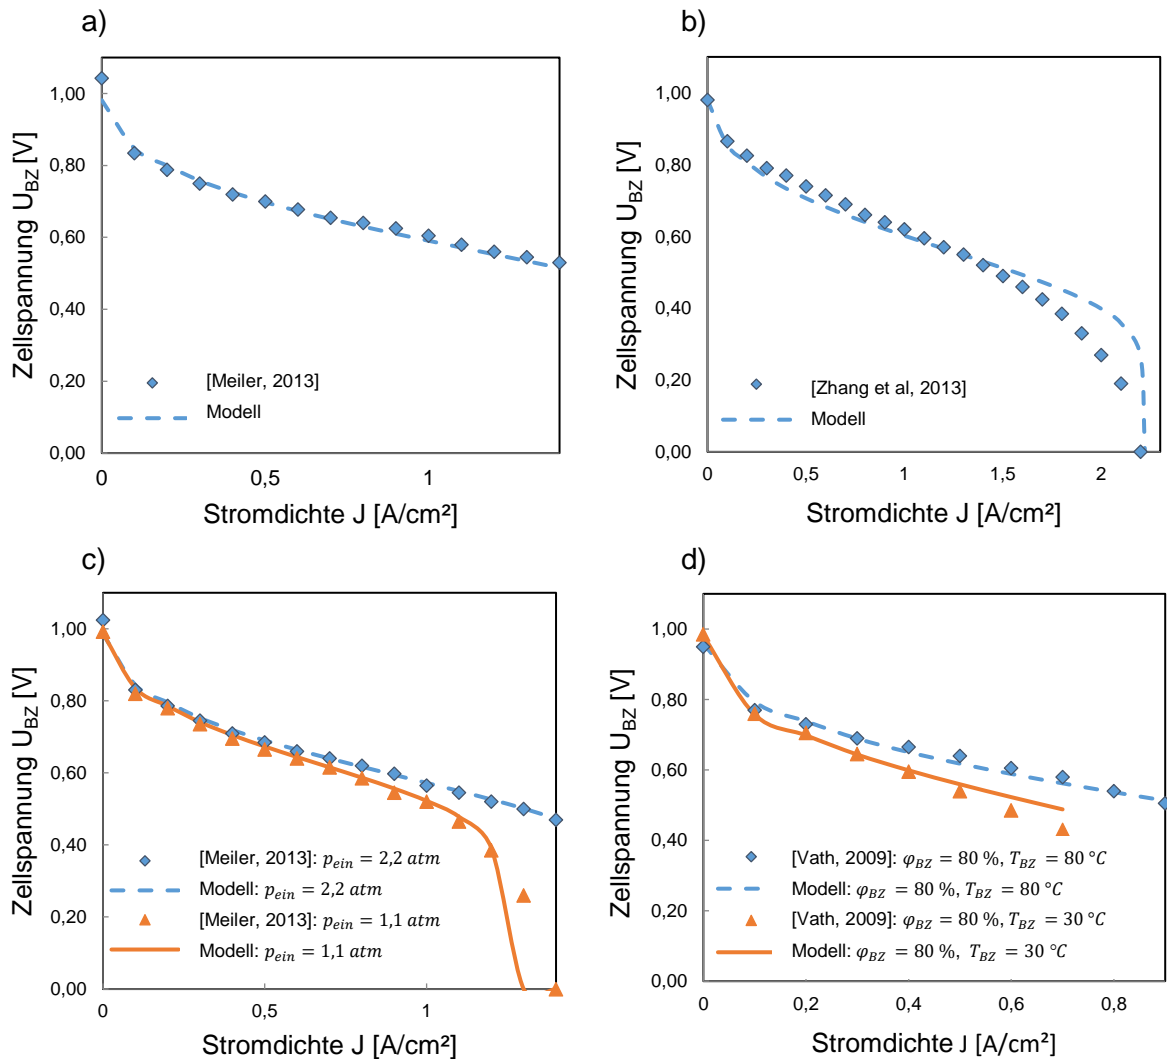 a)
Zellspannung U_BZ [V]
1,00
0,80
0,60
0,40
0,20
0,00
[Meiler, 2013]
Modell
0
0,5
1
Stromdichte J [A/cm²]
b)
Zellspannung U_BZ [V]
1,00
0,80
0,60
0,40
0,20
0,00
[Zhang et al, 2013]
Modell
0
0,5
1
1,5
2
Stromdichte J [A/cm²]
c)
Zellspannung U_BZ [V]
1,00
0,80
0,60
0,40
0,20
0,00
[Meiler, 2013]: p_ein = 2,2 atm
Modell: p_ein = 2,2 atm
[Meiler, 2013]: p_ein = 1,1 atm
Modell: p_ein = 1,1 atm
0
0,5
1
Stromdichte J [A/cm²]
d)
Zellspannung U_BZ [V]
1,00
0,80
0,60
0,40
0,20
0,00
[Vath, 2009]: φ_BZ = 80 %, T_BZ = 80 °C
Modell: φ_BZ = 80 %, T_BZ = 80 °C
[Vath, 2009]: φ_BZ = 80 %, T_BZ = 30 °C
Modell: φ_BZ = 80 %, T_BZ = 30 °C
0
0,2
0,4
0,6
0,8
Stromdichte J [A/cm²]